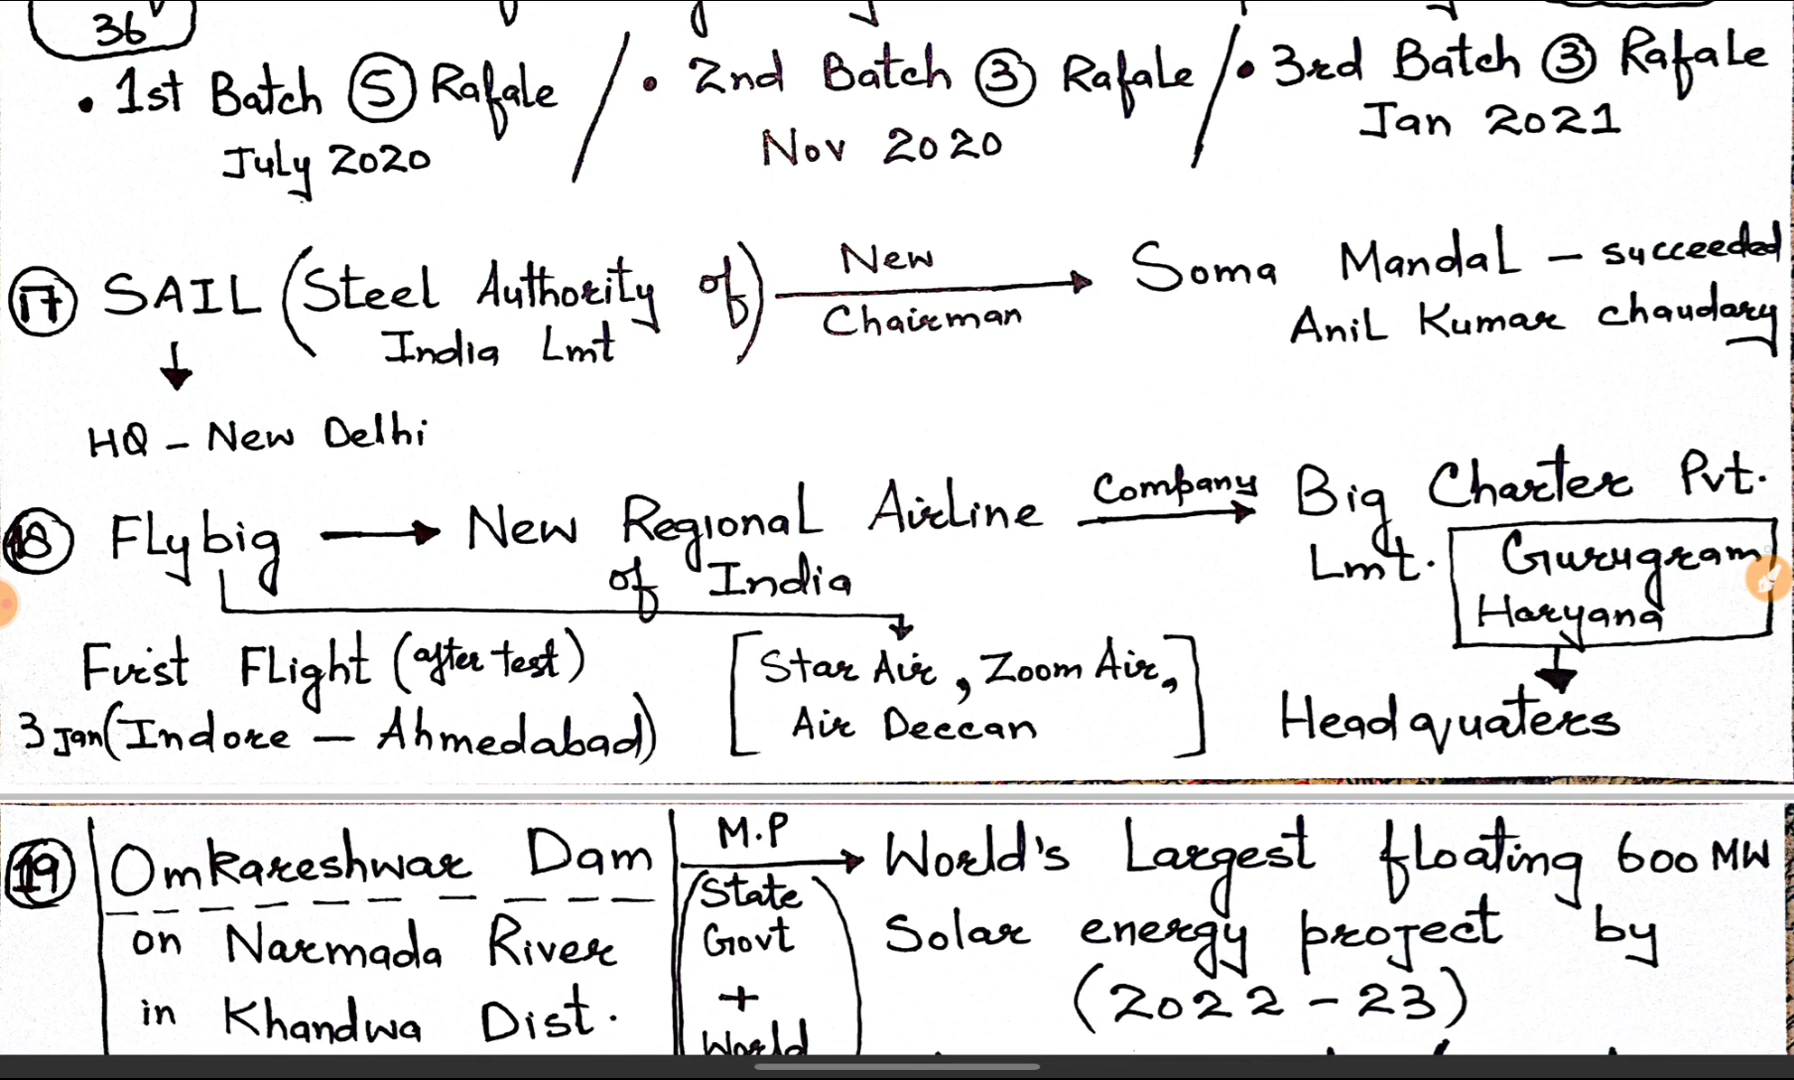 36
• 1st Batch (5) Rafale / • 2nd Batch (3) Rafale / • 3rd Batch (3) Rafale
July 2020 Nov 2020 Jan 2021
(17) SAIL (Steel Authority of) New Soma Mandal - succeeded
India Lmt Chairman Anil Kumar chaudary
↓
HQ - New Delhi
(18) Flybig → New Regional Airline Company → Big Charter Pvt.
of India Lmt. Gurugram
Haryana
First Flight (after test) [Star Air, Zoom Air,
3 Jan (Indore - Ahmedabad) Air Deccan] Headquaters
(19) Omkareshwar Dam M.P → World's Largest floating 600 MW
on Narmada River State Govt Solar energy project by
in Khandwa Dist. + (2022-23)
World